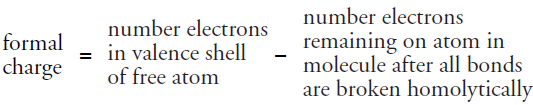 formal charge = number electrons in valence shell of free atom − number electrons remaining on atom in molecule after all bonds are broken homolytically